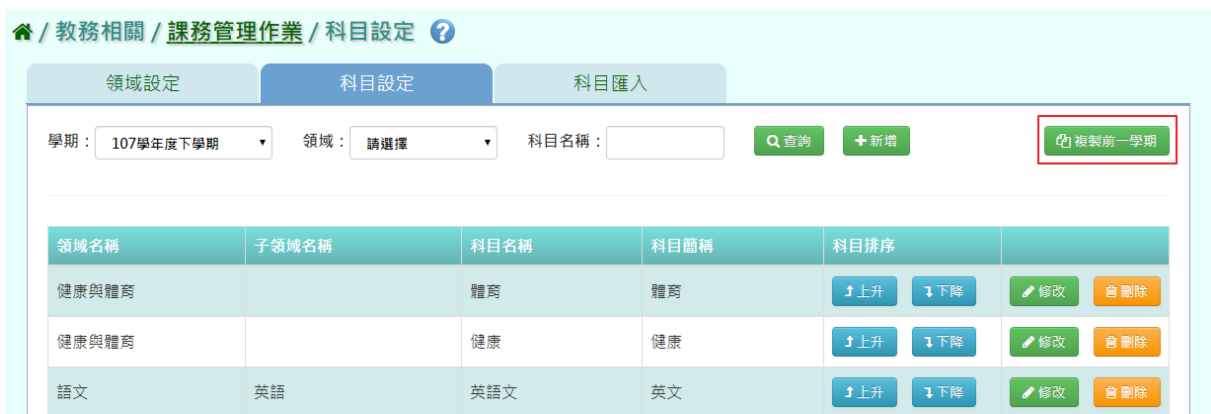 / 教務相關 / 課務管理作業 / 科目設定 ?
領域設定 科目設定 科目匯入
學期： 107學年度下學期 領域： 請選擇 科目名稱： 查詢 新增 複製前一學期
領域名稱 子領域名稱 科目名稱 科目簡稱 科目排序
健康與體育 體育 體育 上升 下降 修改 刪除
健康與體育 健康 健康 上升 下降 修改 刪除
語文 英語 英語文 英文 上升 下降 修改 刪除